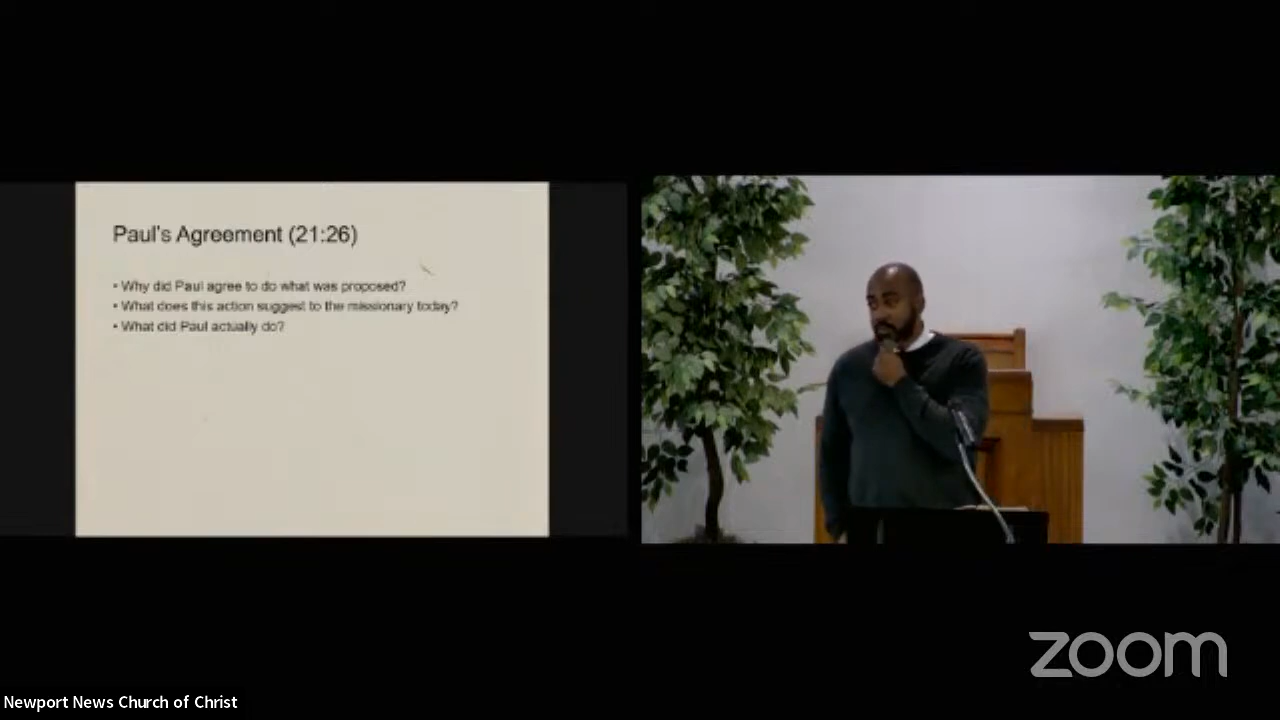 Paul's Agreement (21:26)
• Why did Paul agree to do what was proposed?
• What does this action suggest to the missionary today?
• What did Paul actually do?
zoom
Newport News Church of Christ